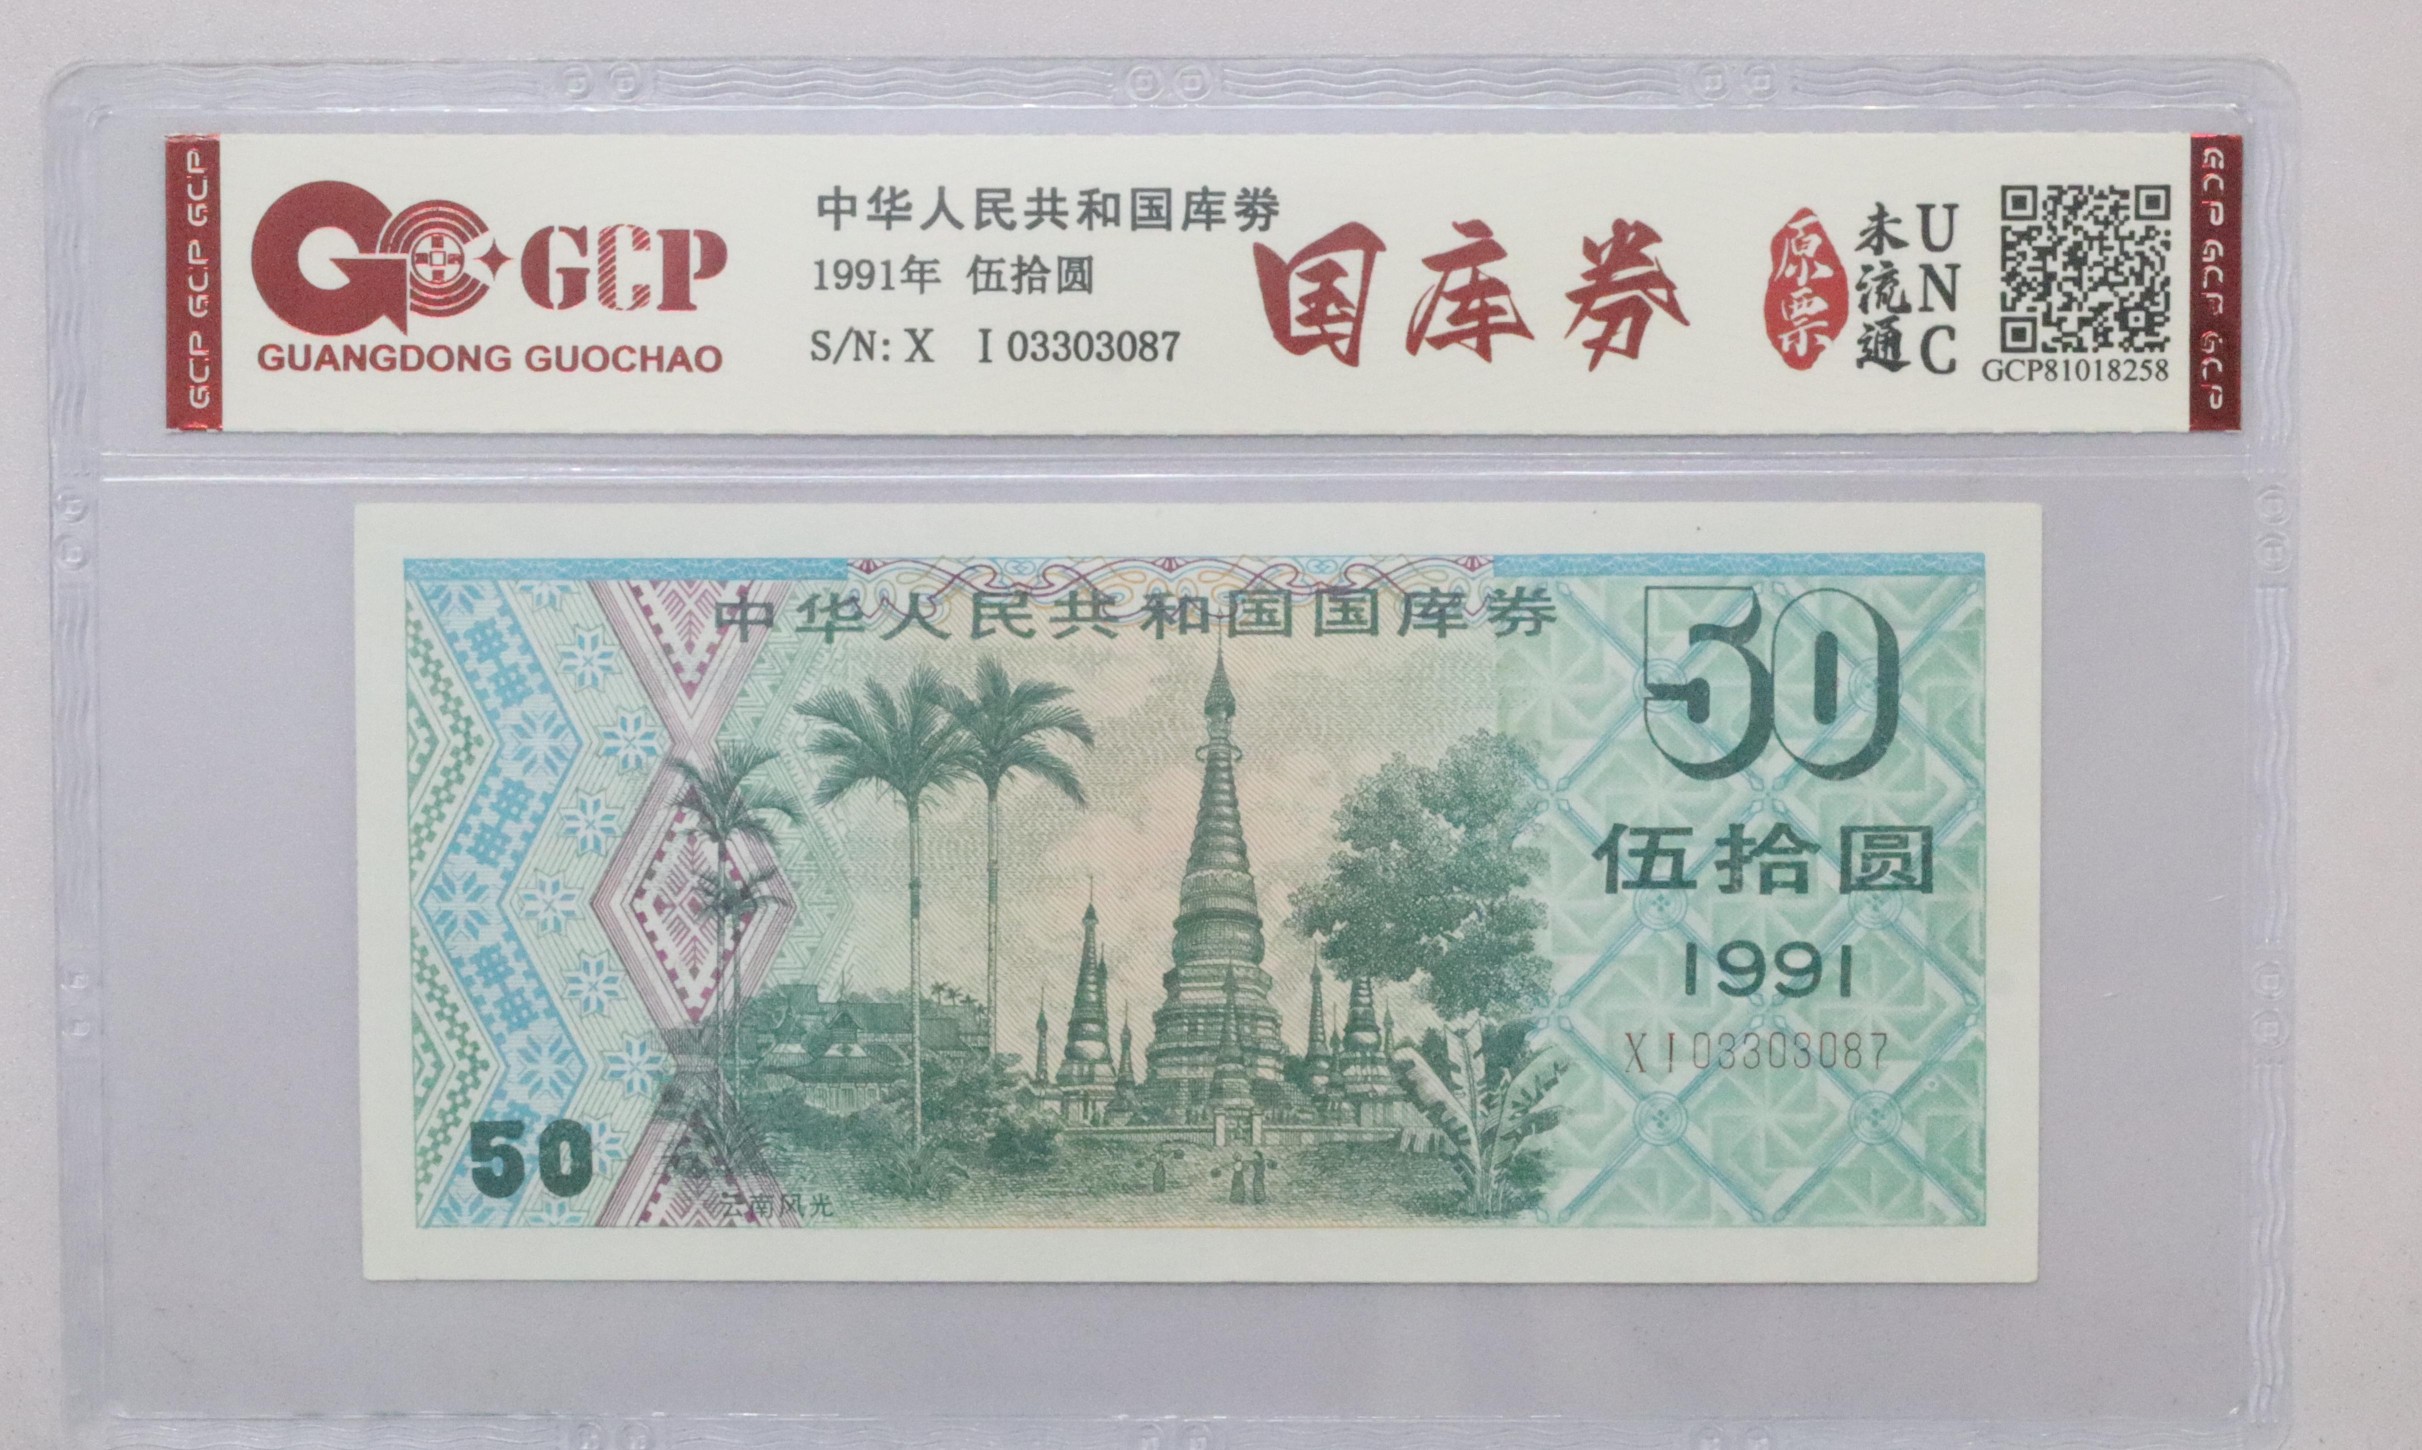 GCP GCP GCP
GCP
GUANGDONG GUOCHAO
中华人民共和国库券
1991年 伍拾圆
S/N: X I 03303087
国库券
原票
未流通
UNC
GCP81018258
GCP GCP GCP
中华人民共和国国库券
50
伍拾圆
1991
X I 03303087
50
云南风光